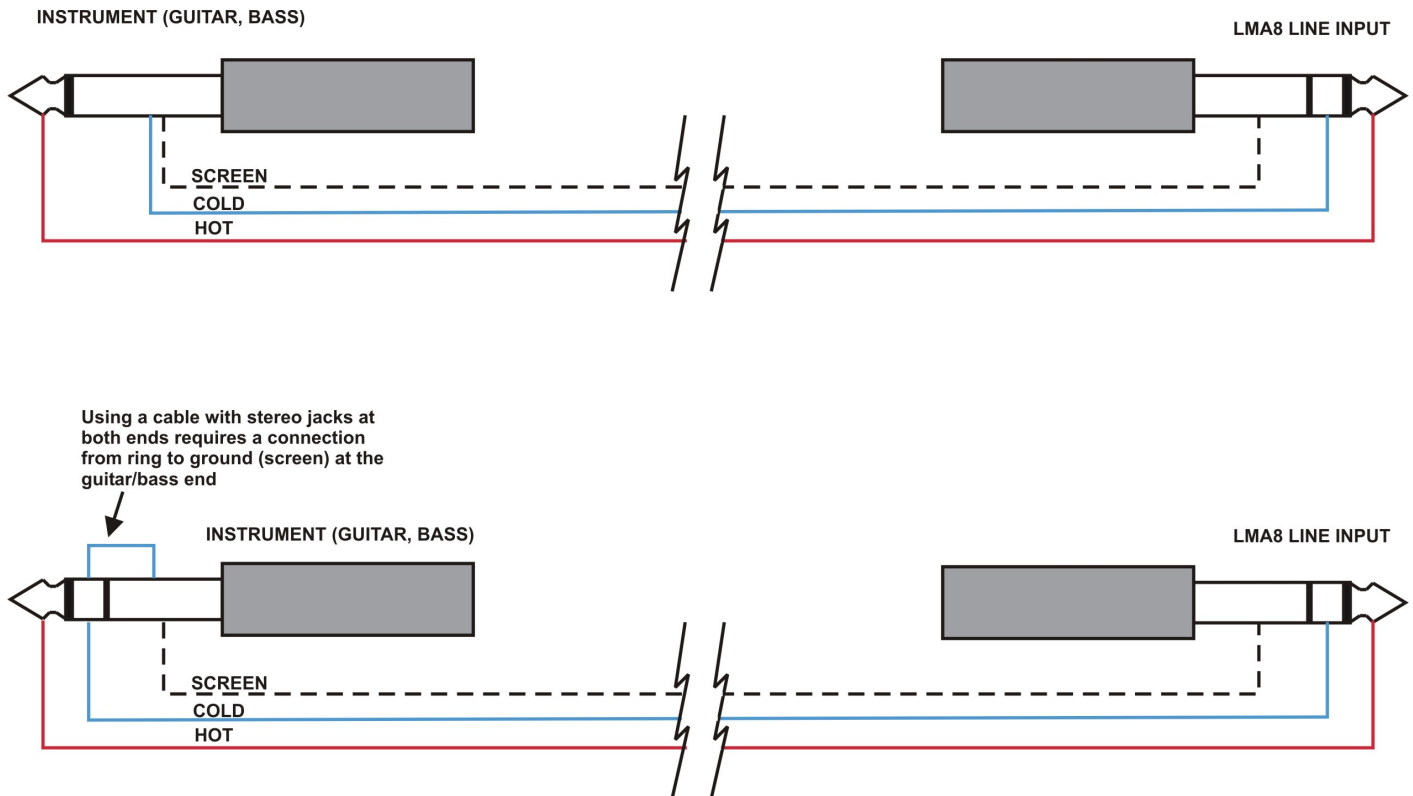 INSTRUMENT (GUITAR, BASS)
LMA8 LINE INPUT
SCREEN
COLD
HOT
Using a cable with stereo jacks at
both ends requires a connection
from ring to ground (screen) at the
guitar/bass end
INSTRUMENT (GUITAR, BASS)
LMA8 LINE INPUT
SCREEN
COLD
HOT